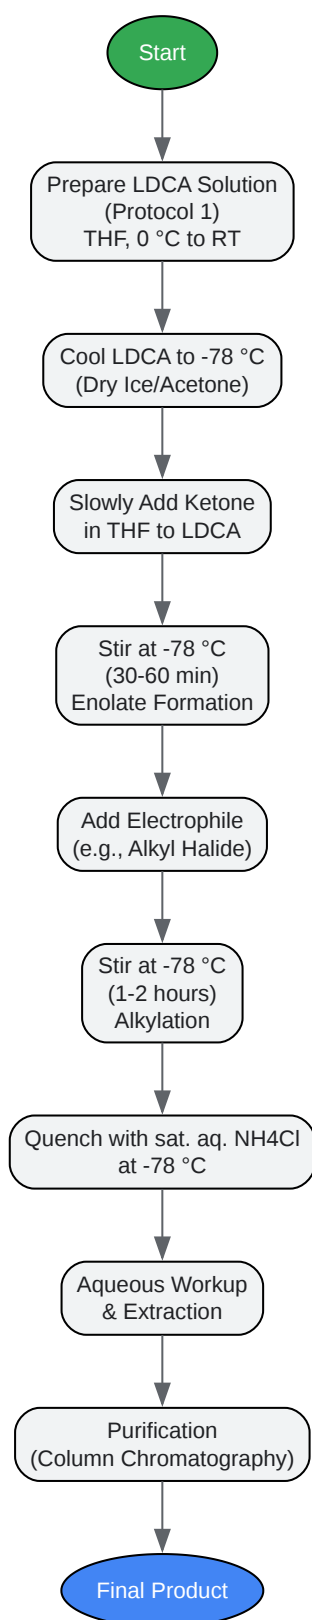 Start
Prepare LDCA Solution
(Protocol 1)
THF, 0 °C to RT
Cool LDCA to -78 °C
(Dry Ice/Acetone)
Slowly Add Ketone
in THF to LDCA
Stir at -78 °C
(30-60 min)
Enolate Formation
Add Electrophile
(e.g., Alkyl Halide)
Stir at -78 °C
(1-2 hours)
Alkylation
Quench with sat. aq. NH4Cl
at -78 °C
Aqueous Workup
& Extraction
Purification
(Column Chromatography)
Final Product